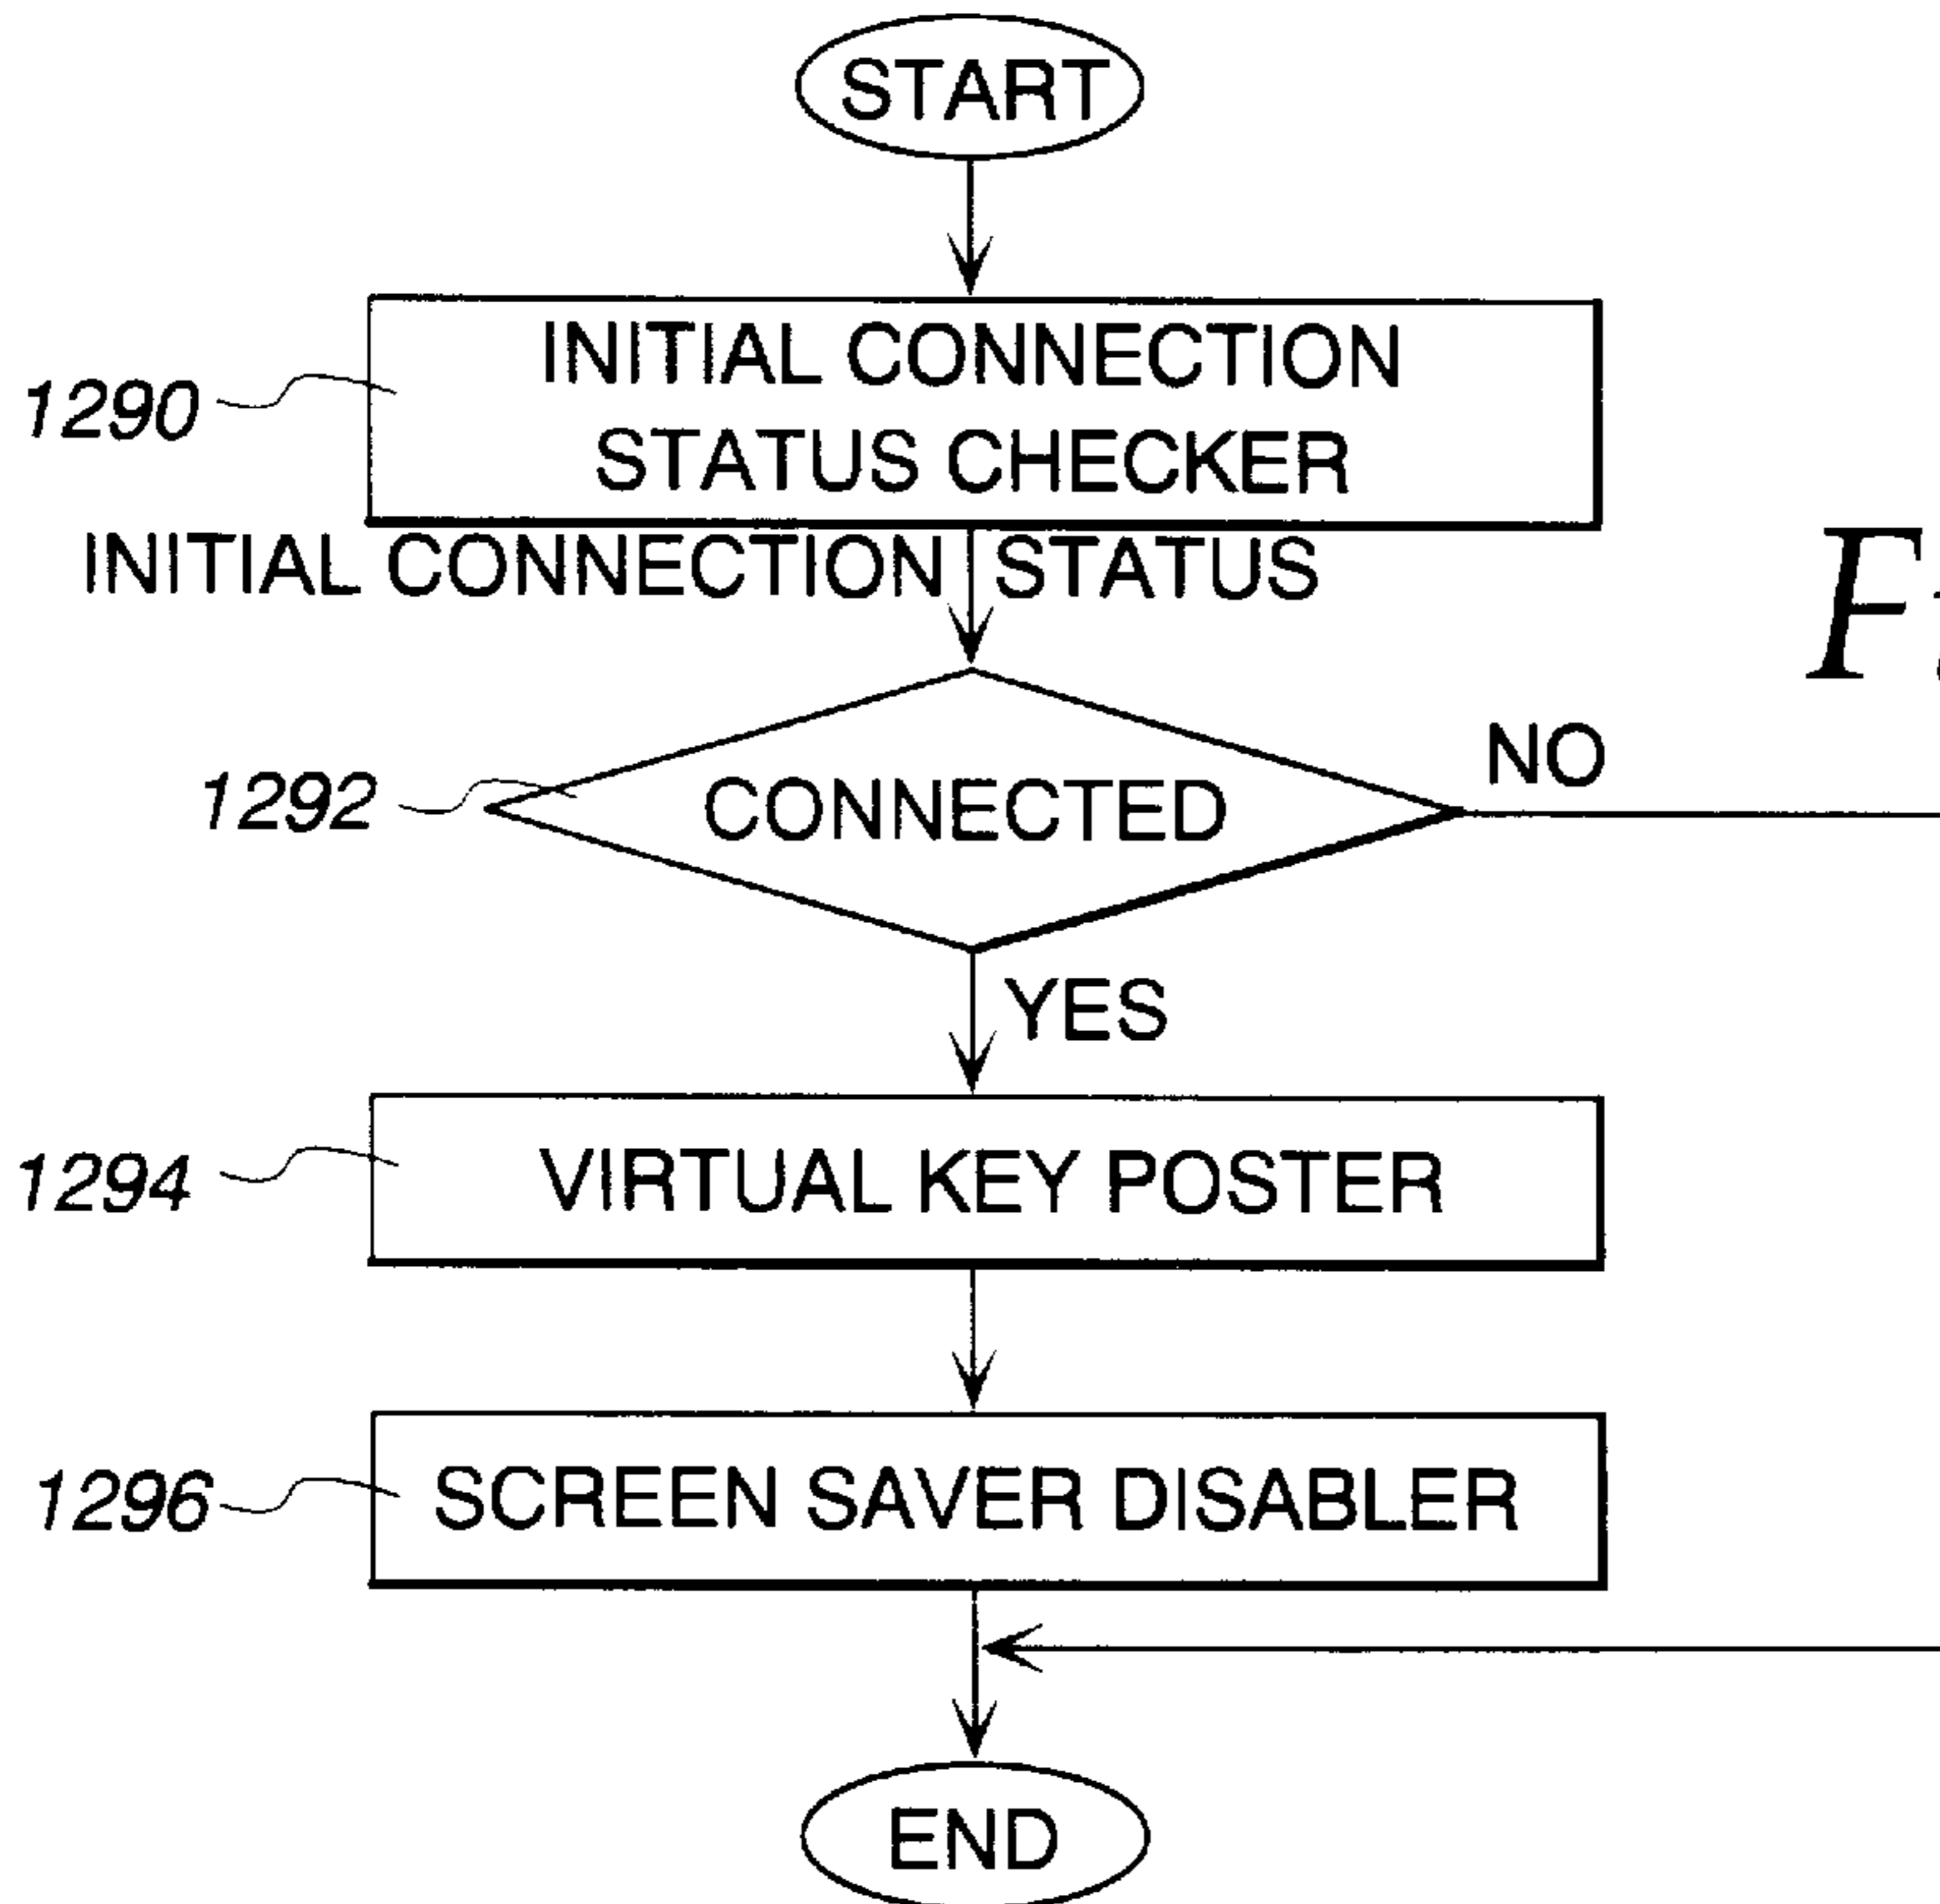 START
INITIAL CONNECTION
STATUS CHECKER
1290
INITIAL CONNECTION STATUS
NO
1292
CONNECTED
YES
1294
VIRTUAL KEY POSTER
1296
SCREEN SAVER DISABLER
END